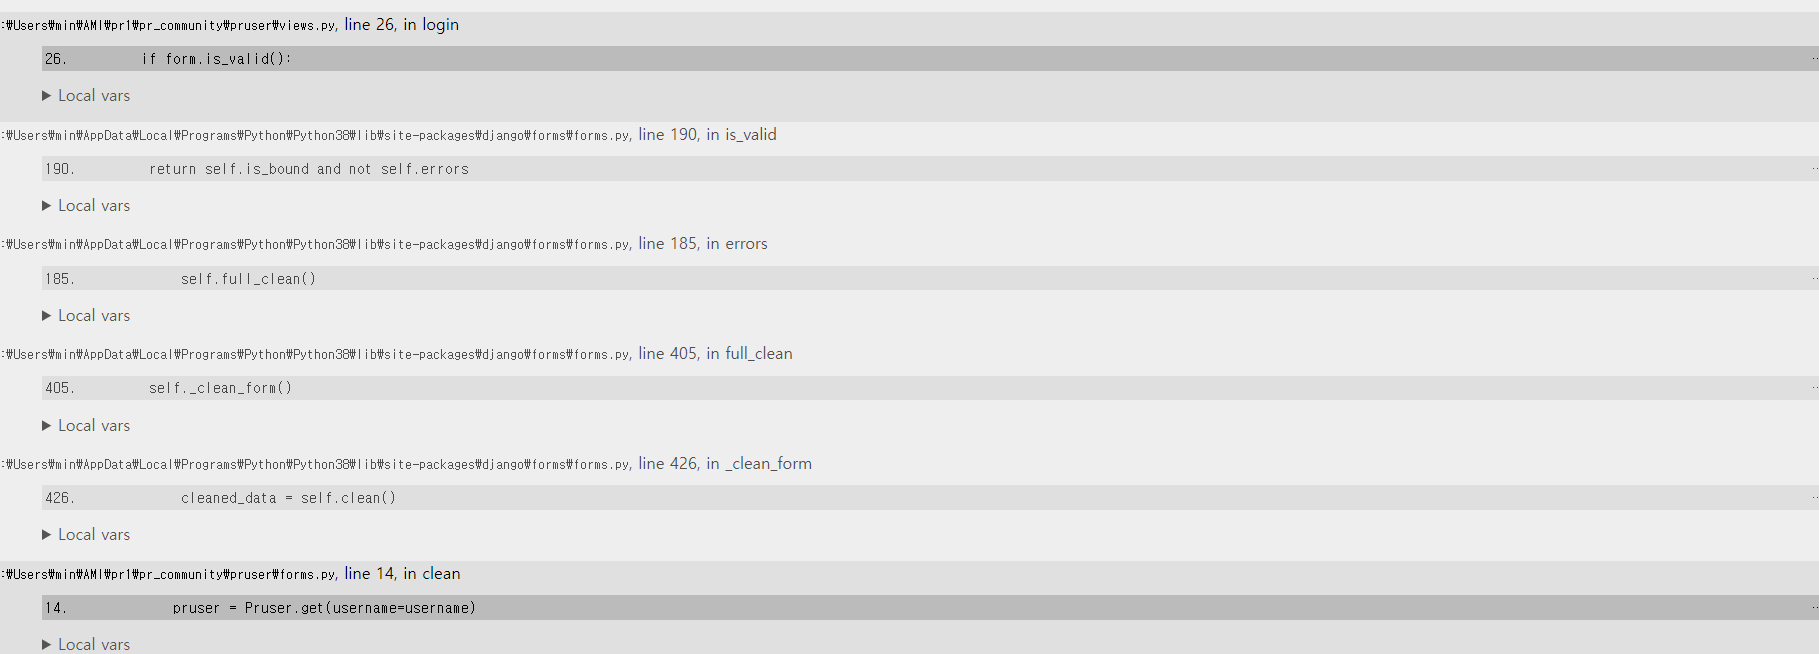 :₩Users₩min₩AMI₩pr1₩pr_community₩pruser₩views.py, line 26, in login
26. if form.is_valid(): …
▶ Local vars
:₩Users₩min₩AppData₩Local₩Programs₩Python₩Python38₩lib₩site-packages₩django₩forms₩forms.py, line 190, in is_valid
190. return self.is_bound and not self.errors …
▶ Local vars
:₩Users₩min₩AppData₩Local₩Programs₩Python₩Python38₩lib₩site-packages₩django₩forms₩forms.py, line 185, in errors
185. self.full_clean() …
▶ Local vars
:₩Users₩min₩AppData₩Local₩Programs₩Python₩Python38₩lib₩site-packages₩django₩forms₩forms.py, line 405, in full_clean
405. self._clean_form() …
▶ Local vars
:₩Users₩min₩AppData₩Local₩Programs₩Python₩Python38₩lib₩site-packages₩django₩forms₩forms.py, line 426, in _clean_form
426. cleaned_data = self.clean() …
▶ Local vars
:₩Users₩min₩AMI₩pr1₩pr_community₩pruser₩forms.py, line 14, in clean
14. pruser = Pruser.get(username=username) …
▶ Local vars